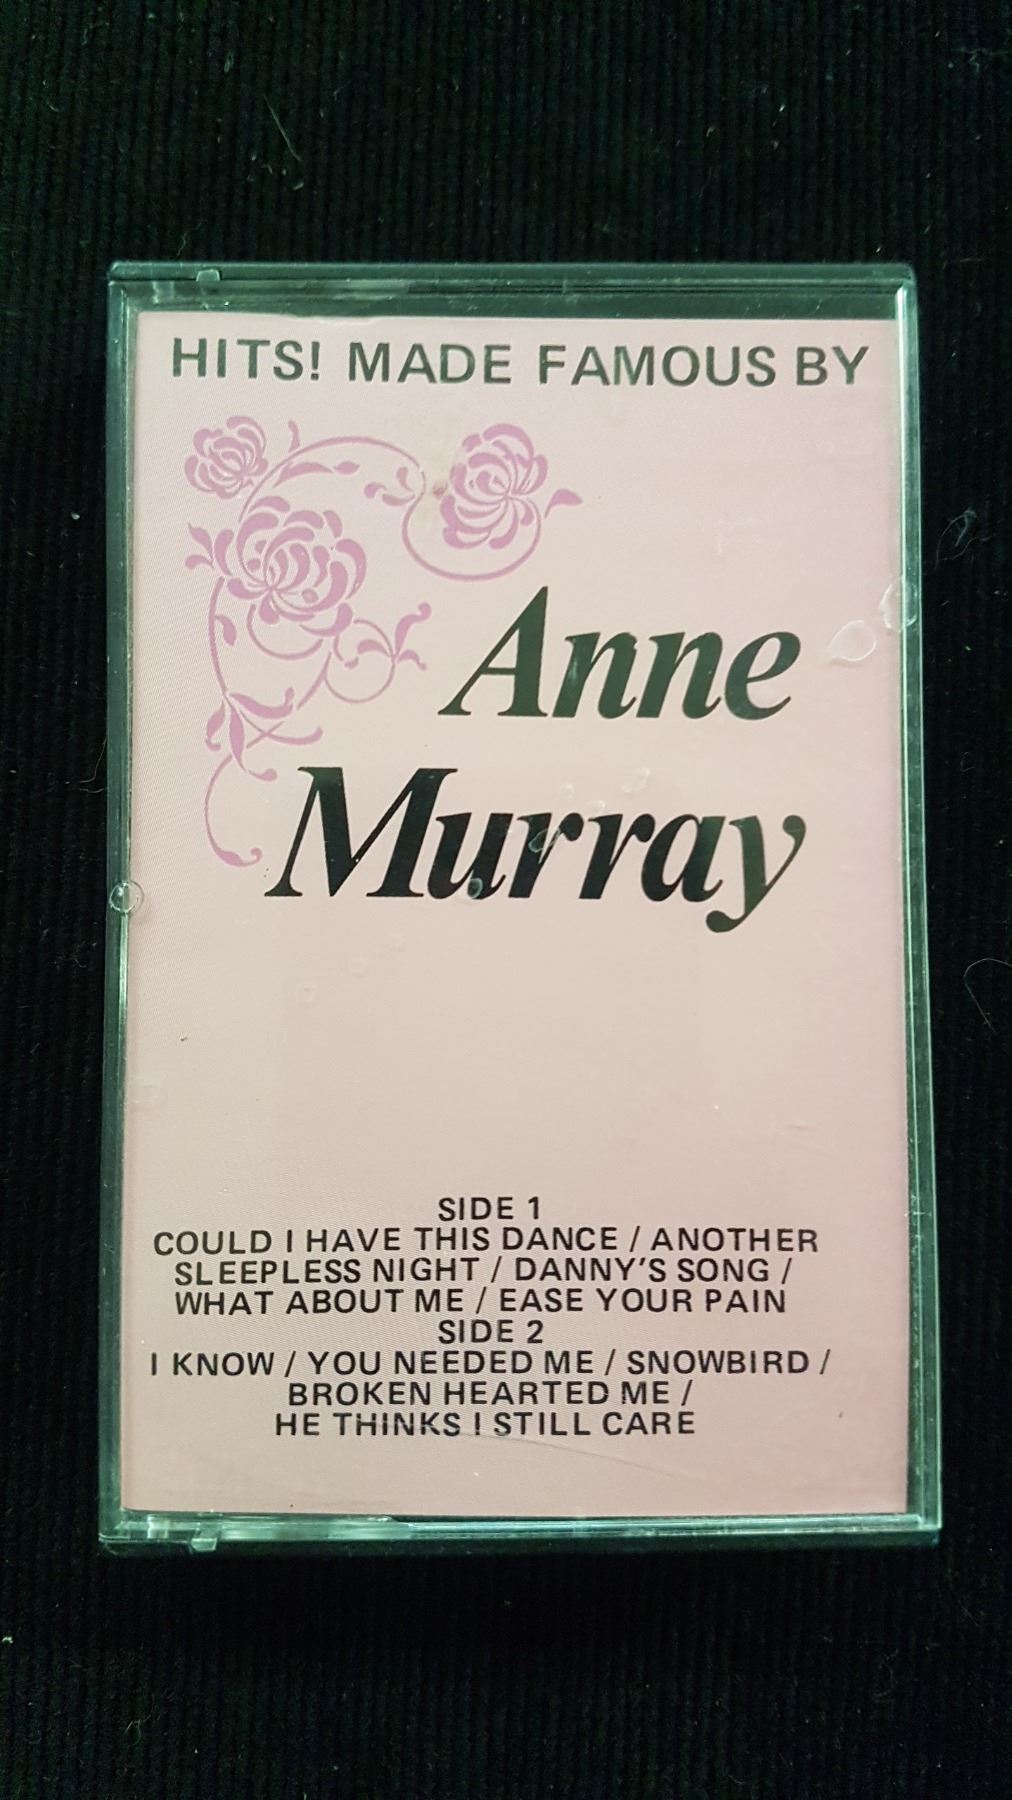 HITS! MADE FAMOUS BY
Anne
Murray
SIDE 1
COULD I HAVE THIS DANCE / ANOTHER
SLEEPLESS NIGHT / DANNY'S SONG /
WHAT ABOUT ME / EASE YOUR PAIN
SIDE 2
I KNOW / YOU NEEDED ME / SNOWBIRD /
BROKEN HEARTED ME /
HE THINKS I STILL CARE